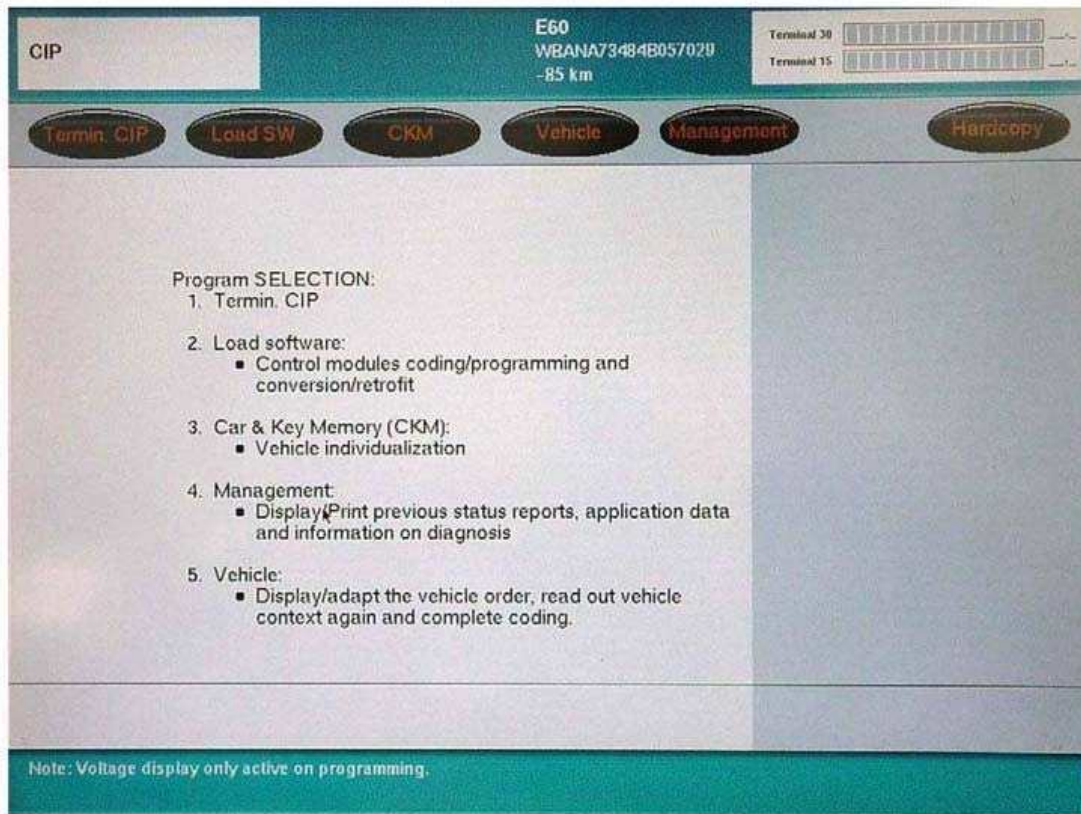 CIP
E60
WBANA73484B057029
-85 km
Terminal 30
Terminal 15
Termin. CIP
Load SW
CKM
Vehicle
Management
Hardcopy
Program SELECTION:
1. Termin. CIP
2. Load software:
▪ Control modules coding/programming and
conversion/retrofit
3. Car & Key Memory (CKM):
▪ Vehicle individualization
4. Management:
▪ Display/Print previous status reports, application data
and information on diagnosis
5. Vehicle:
▪ Display/adapt the vehicle order, read out vehicle
context again and complete coding.
Note: Voltage display only active on programming.